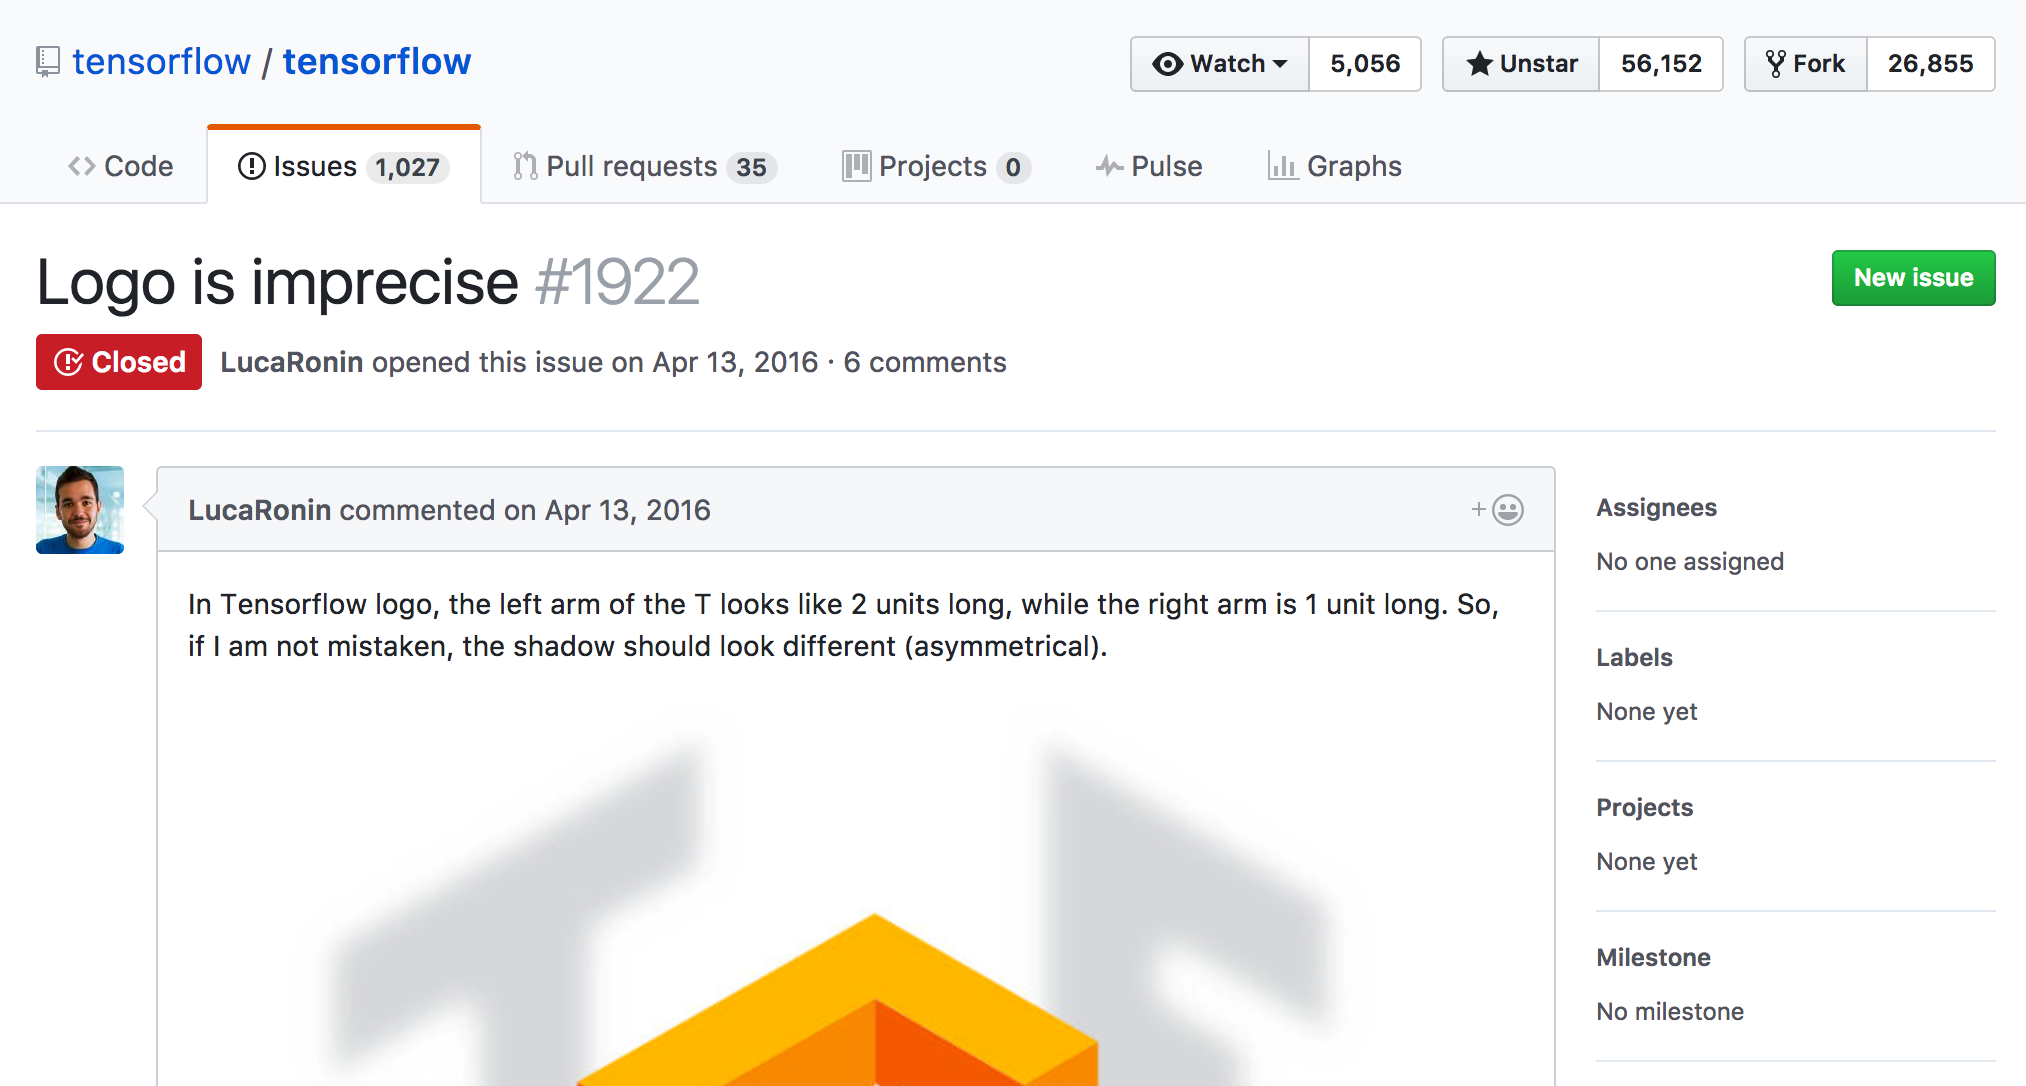 tensorflow / tensorflow
Watch 5,056 Unstar 56,152 Fork 26,855
Code Issues 1,027 Pull requests 35 Projects 0 Pulse Graphs
Logo is imprecise #1922
New issue
Closed LucaRonin opened this issue on Apr 13, 2016 · 6 comments
LucaRonin commented on Apr 13, 2016
In Tensorflow logo, the left arm of the T looks like 2 units long, while the right arm is 1 unit long. So,
if I am not mistaken, the shadow should look different (asymmetrical).
Assignees
No one assigned
Labels
None yet
Projects
None yet
Milestone
No milestone